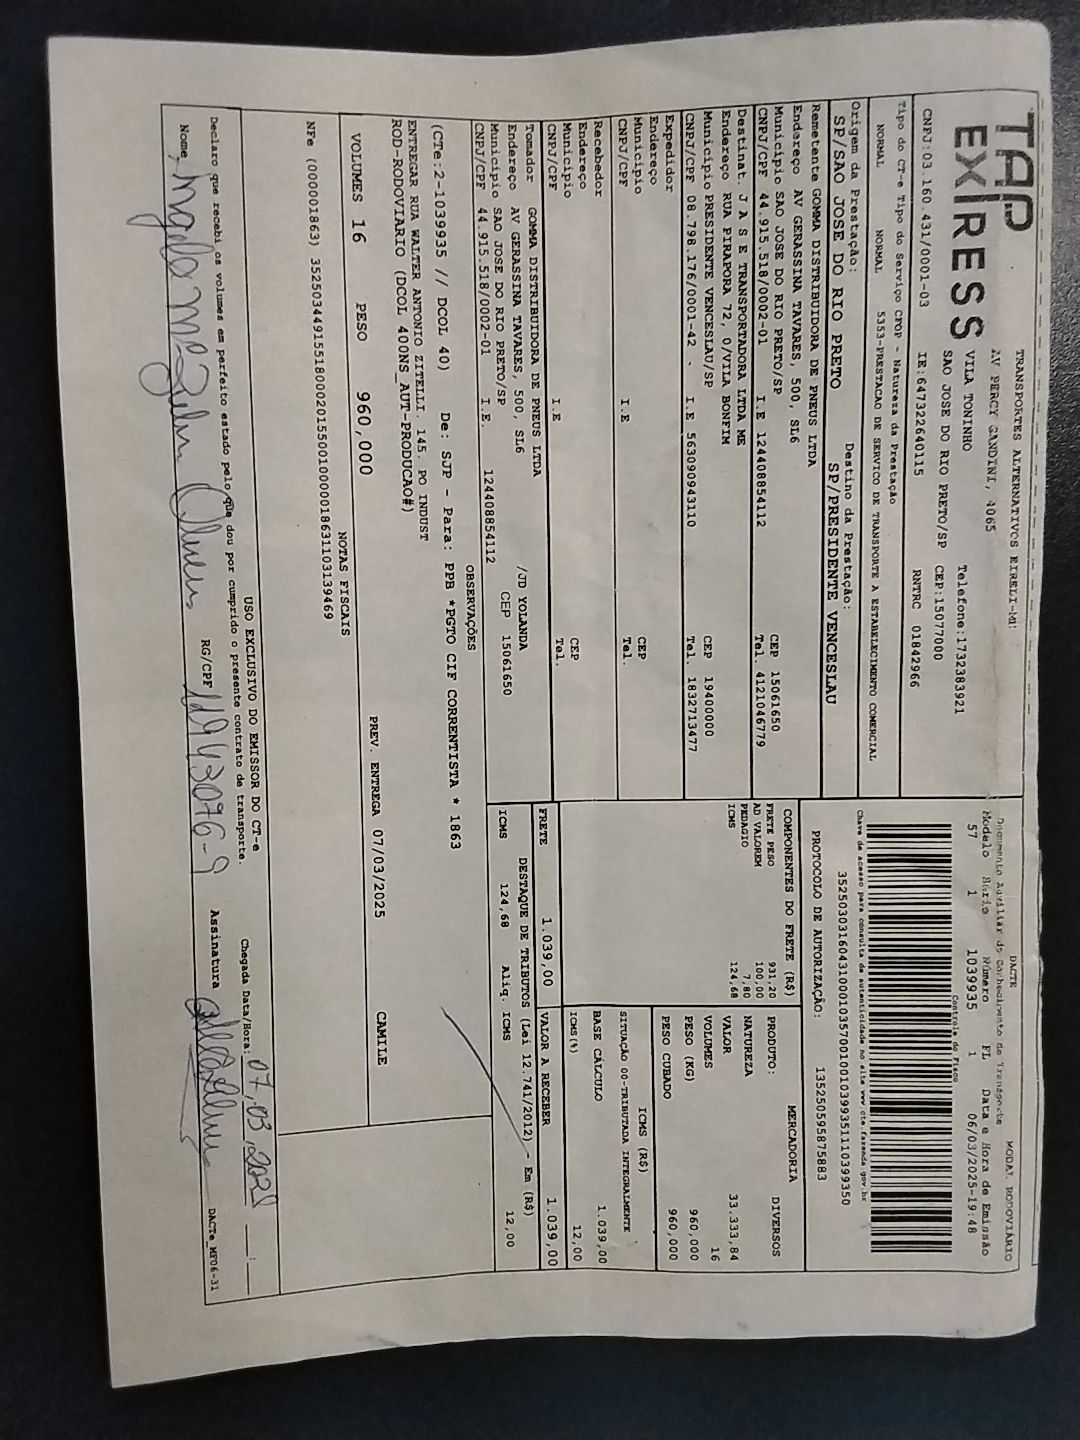 TAP EXPRESS
TRANSPORTES ALTERNATIVOS EIRELI-ME
AV PERCY GANDINI, 4065
VILA TONINHO Telefone:1732383921
SAO JOSE DO RIO PRETO/SP CEP:15077000
CNPJ:03.160.431/0001-03 IE:647322640115 RNTRC 01842966
Tipo do CT-e Tipo do Serviço CFOP - Natureza da Prestação
NORMAL NORMAL 5353-PRESTACAO DE SERVICO DE TRANSPORTE A ESTABELECIMENTO COMERCIAL
Origem da Prestação: Destino da Prestação:
SP/SAO JOSE DO RIO PRETO SP/PRESIDENTE VENCESLAU
Remetente GOMMA DISTRIBUIDORA DE PNEUS LTDA
Endereço AV GERASSINA TAVARES, 500, SL6
Município SAO JOSE DO RIO PRETO/SP CEP 15061650
CNPJ/CPF 44.915.518/0002-01 I.E 124408854112 Tel. 4121046779
Destinat. J A S E TRANSPORTADORA LTDA ME
Endereço RUA PIRAPORA 72, 0/VILA BONFIM
Município PRESIDENTE VENCESLAU/SP CEP 19400000
CNPJ/CPF 08.798.176/0001-42 I.E 563090943110 Tel. 1832713477
Expedidor
Endereço
Município CEP
CNPJ/CPF I.E Tel.
Recebedor
Endereço
Município CEP
CNPJ/CPF I.E Tel.
Tomador GOMMA DISTRIBUIDORA DE PNEUS LTDA
Endereço AV GERASSINA TAVARES, 500, SL6 /JD YOLANDA
Município SAO JOSE DO RIO PRETO/SP CEP 15061650
CNPJ/CPF 44.915.518/0002-01 I.E. 124408854112
DACTE MODAL RODOVIÁRIO
Documento Auxiliar do Conhecimento de Transporte
Modelo Série Número FL Data e Hora de Emissão
57 1 1039935 1 06/03/2025-19:48
Controle do Fisco
Chave de acesso para consulta de autenticidade no site www.cte.fazenda.gov.br
35250303160431000103570010010399351110399350
PROTOCOLO DE AUTORIZAÇÃO: 135250595875883
COMPONENTES DO FRETE (R$)
FRETE PESO 931,20
AD VALOREM 100,00
PEDAGIO 7,80
ICMS 124,68
MERCADORIA
PRODUTO: DIVERSOS
NATUREZA
VALOR 33.333,84
VOLUMES 16
PESO (KG) 960,000
PESO CUBADO 960,000
ICMS (R$)
SITUAÇÃO 00-TRIBUTADA INTEGRALMENTE
BASE CÁLCULO 1.039,00
ICMS(%) 12,00
FRETE 1.039,00 VALOR A RECEBER 1.039,00
DESTAQUE DE TRIBUTOS (Lei 12.741/2012) - Em (R$)
ICMS 124,68 Aliq. ICMS 12,00
OBSERVAÇÕES
(CTe:2-1039935 // DCOL 40) De: SJP - Para: PPB *PGTO CIF CORRENTISTA * 1863
ENTREGAR RUA WALTER ANTONIO ZITELLI. 145. PQ INDUST
ROD-RODOVIARIO (DCOL 400NS_AUT-PRODUCAO#)
VOLUMES 16 PESO 960,000 PREV. ENTREGA 07/03/2025 CAMILE
NOTAS FISCAIS
NFe (000001863) 35250344915518000201550010000018631103139469
USO EXCLUSIVO DO EMISSOR DO CT-e
Declaro que recebi os volumes em perfeito estado pelo que dou por cumprido o presente contrato de transporte.
Chegada Data/Hora: 07,03,2025 __:__
Nome RG/CPF Assinatura
DACTe_MF06-31